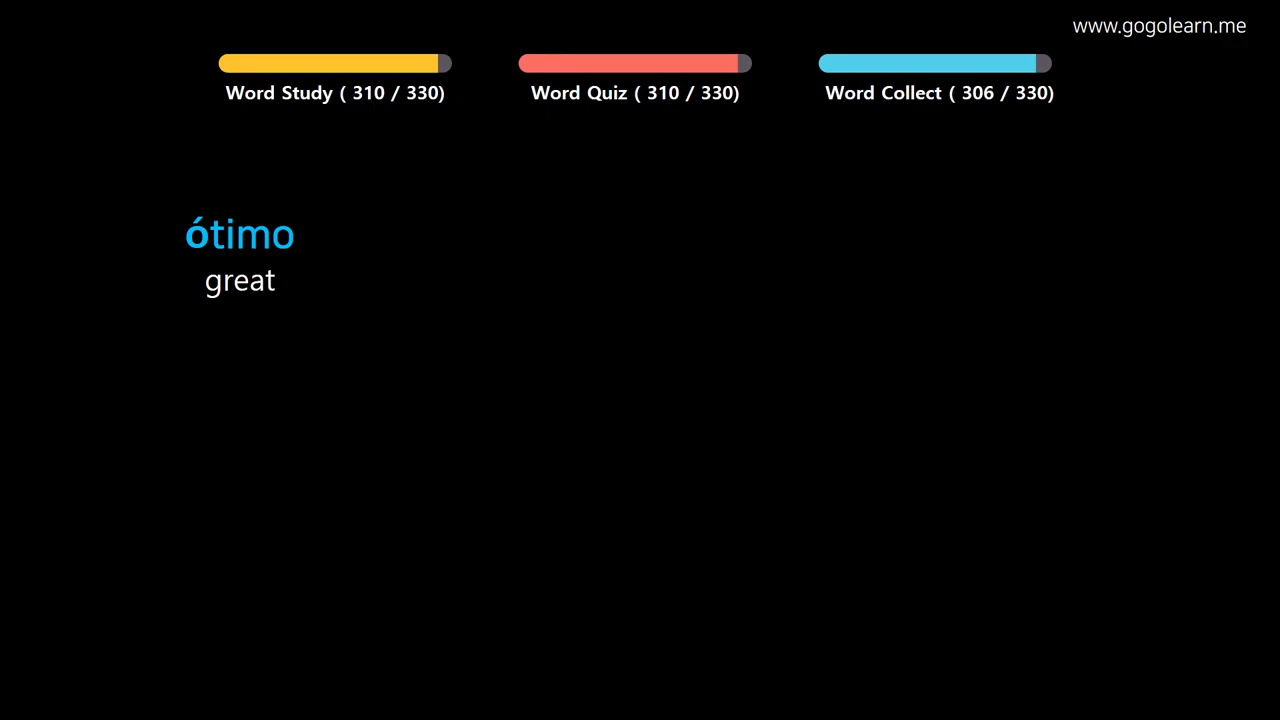 www.gogolearn.me
Word Study ( 310 / 330)
Word Quiz ( 310 / 330)
Word Collect ( 306 / 330)
ótimo
great